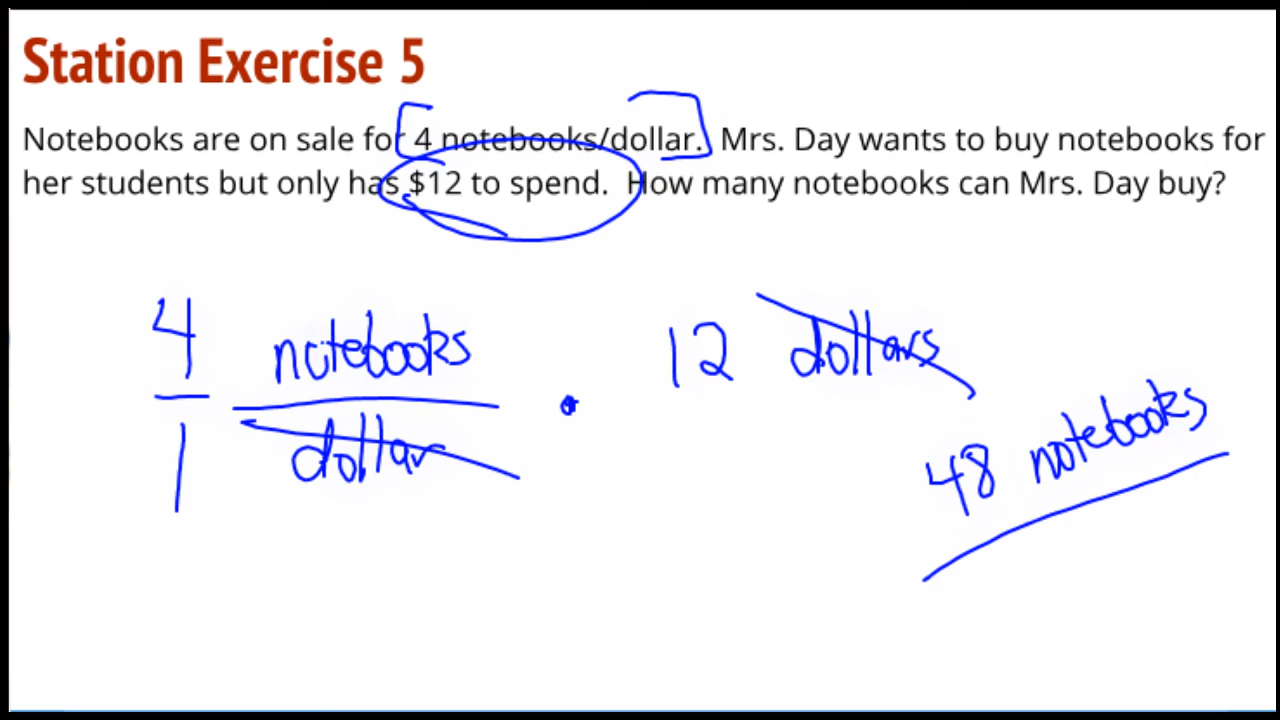 Station Exercise 5
Notebooks are on sale for 4 notebooks/dollar. Mrs. Day wants to buy notebooks for
her students but only has $12 to spend. How many notebooks can Mrs. Day buy?
4 notebooks 12 dollars
1 dollar
48 notebooks